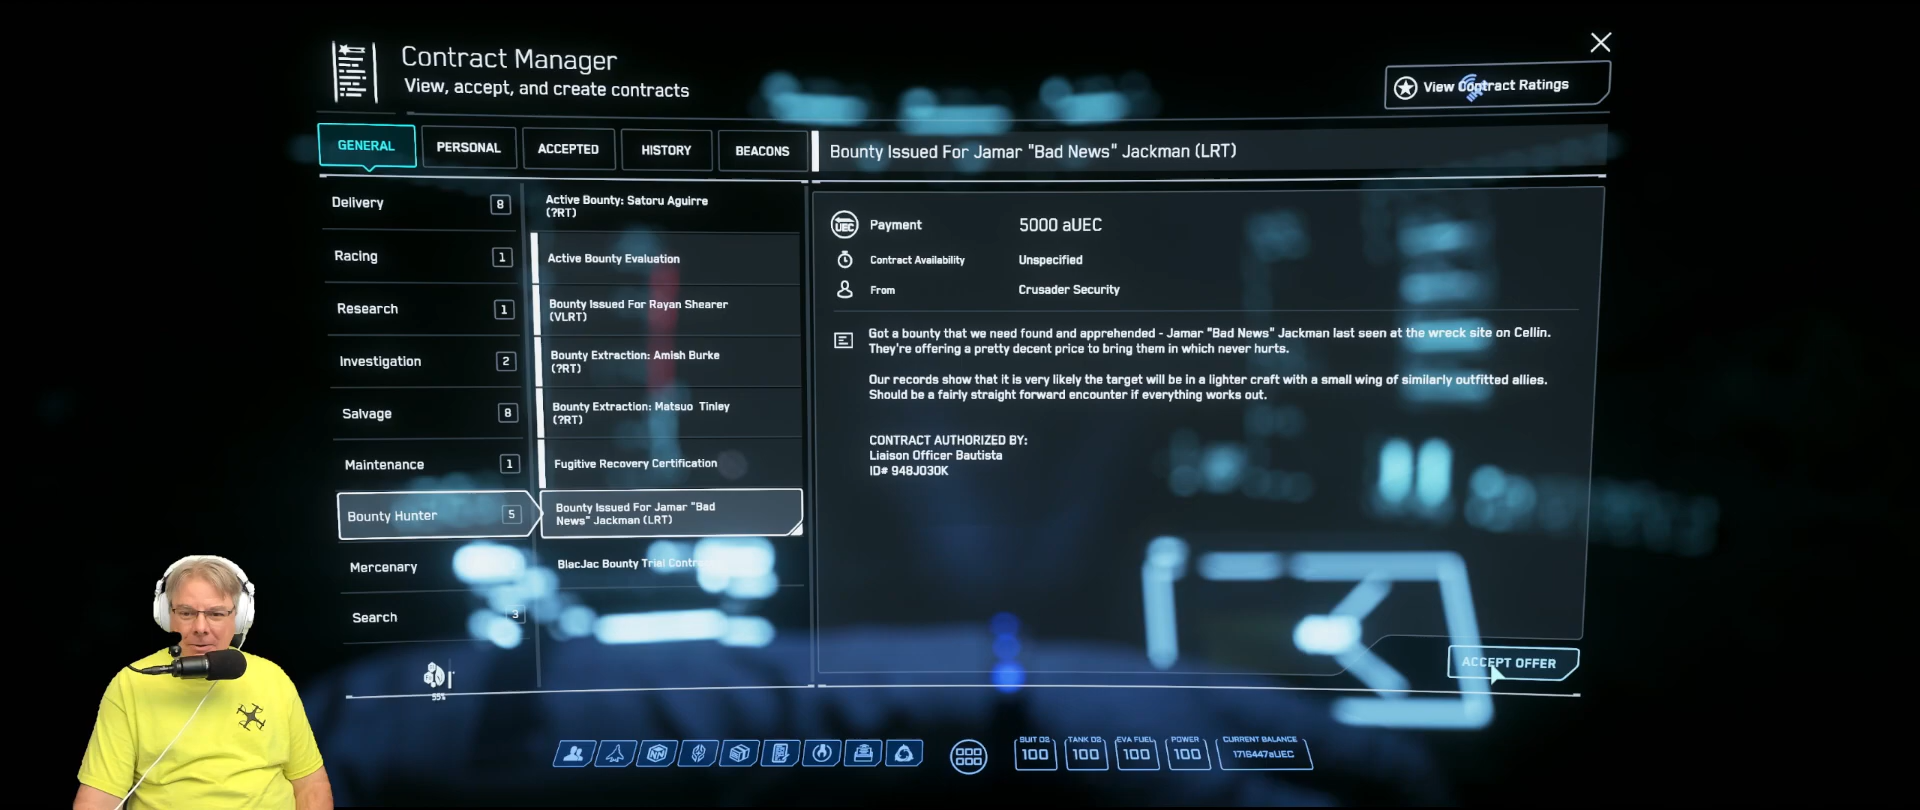 Contract Manager
View, accept, and create contracts
View Contract Ratings
GENERAL
PERSONAL
ACCEPTED
HISTORY
BEACONS
Bounty Issued For Jamar "Bad News" Jackman (LRT)
Delivery
8
Racing
1
Research
1
Investigation
2
Salvage
8
Maintenance
1
Bounty Hunter
5
Mercenary
Search
3
Active Bounty: Satoru Aguirre
(?RT)
Active Bounty Evaluation
Bounty Issued For Rayan Shearer
(VLRT)
Bounty Extraction: Amish Burke
(?RT)
Bounty Extraction: Matsuo Tinley
(?RT)
Fugitive Recovery Certification
Bounty Issued For Jamar "Bad
News" Jackman (LRT)
BlacJac Bounty Trial
UEC
Payment
5000 aUEC
Contract Availability
Unspecified
From
Crusader Security
Got a bounty that we need found and apprehended - Jamar "Bad News" Jackman last seen at the wreck site on Cellin.
They're offering a pretty decent price to bring them in which never hurts.
Our records show that it is very likely the target will be in a lighter craft with a small wing of similarly outfitted allies.
Should be a fairly straight forward encounter if everything works out.
CONTRACT AUTHORIZED BY:
Liaison Officer Bautista
ID# 948J030K
ACCEPT OFFER
55%
SUIT O2
100
TANK O2
100
EVA FUEL
100
POWER
100
CURRENT BALANCE
1716447aUEC